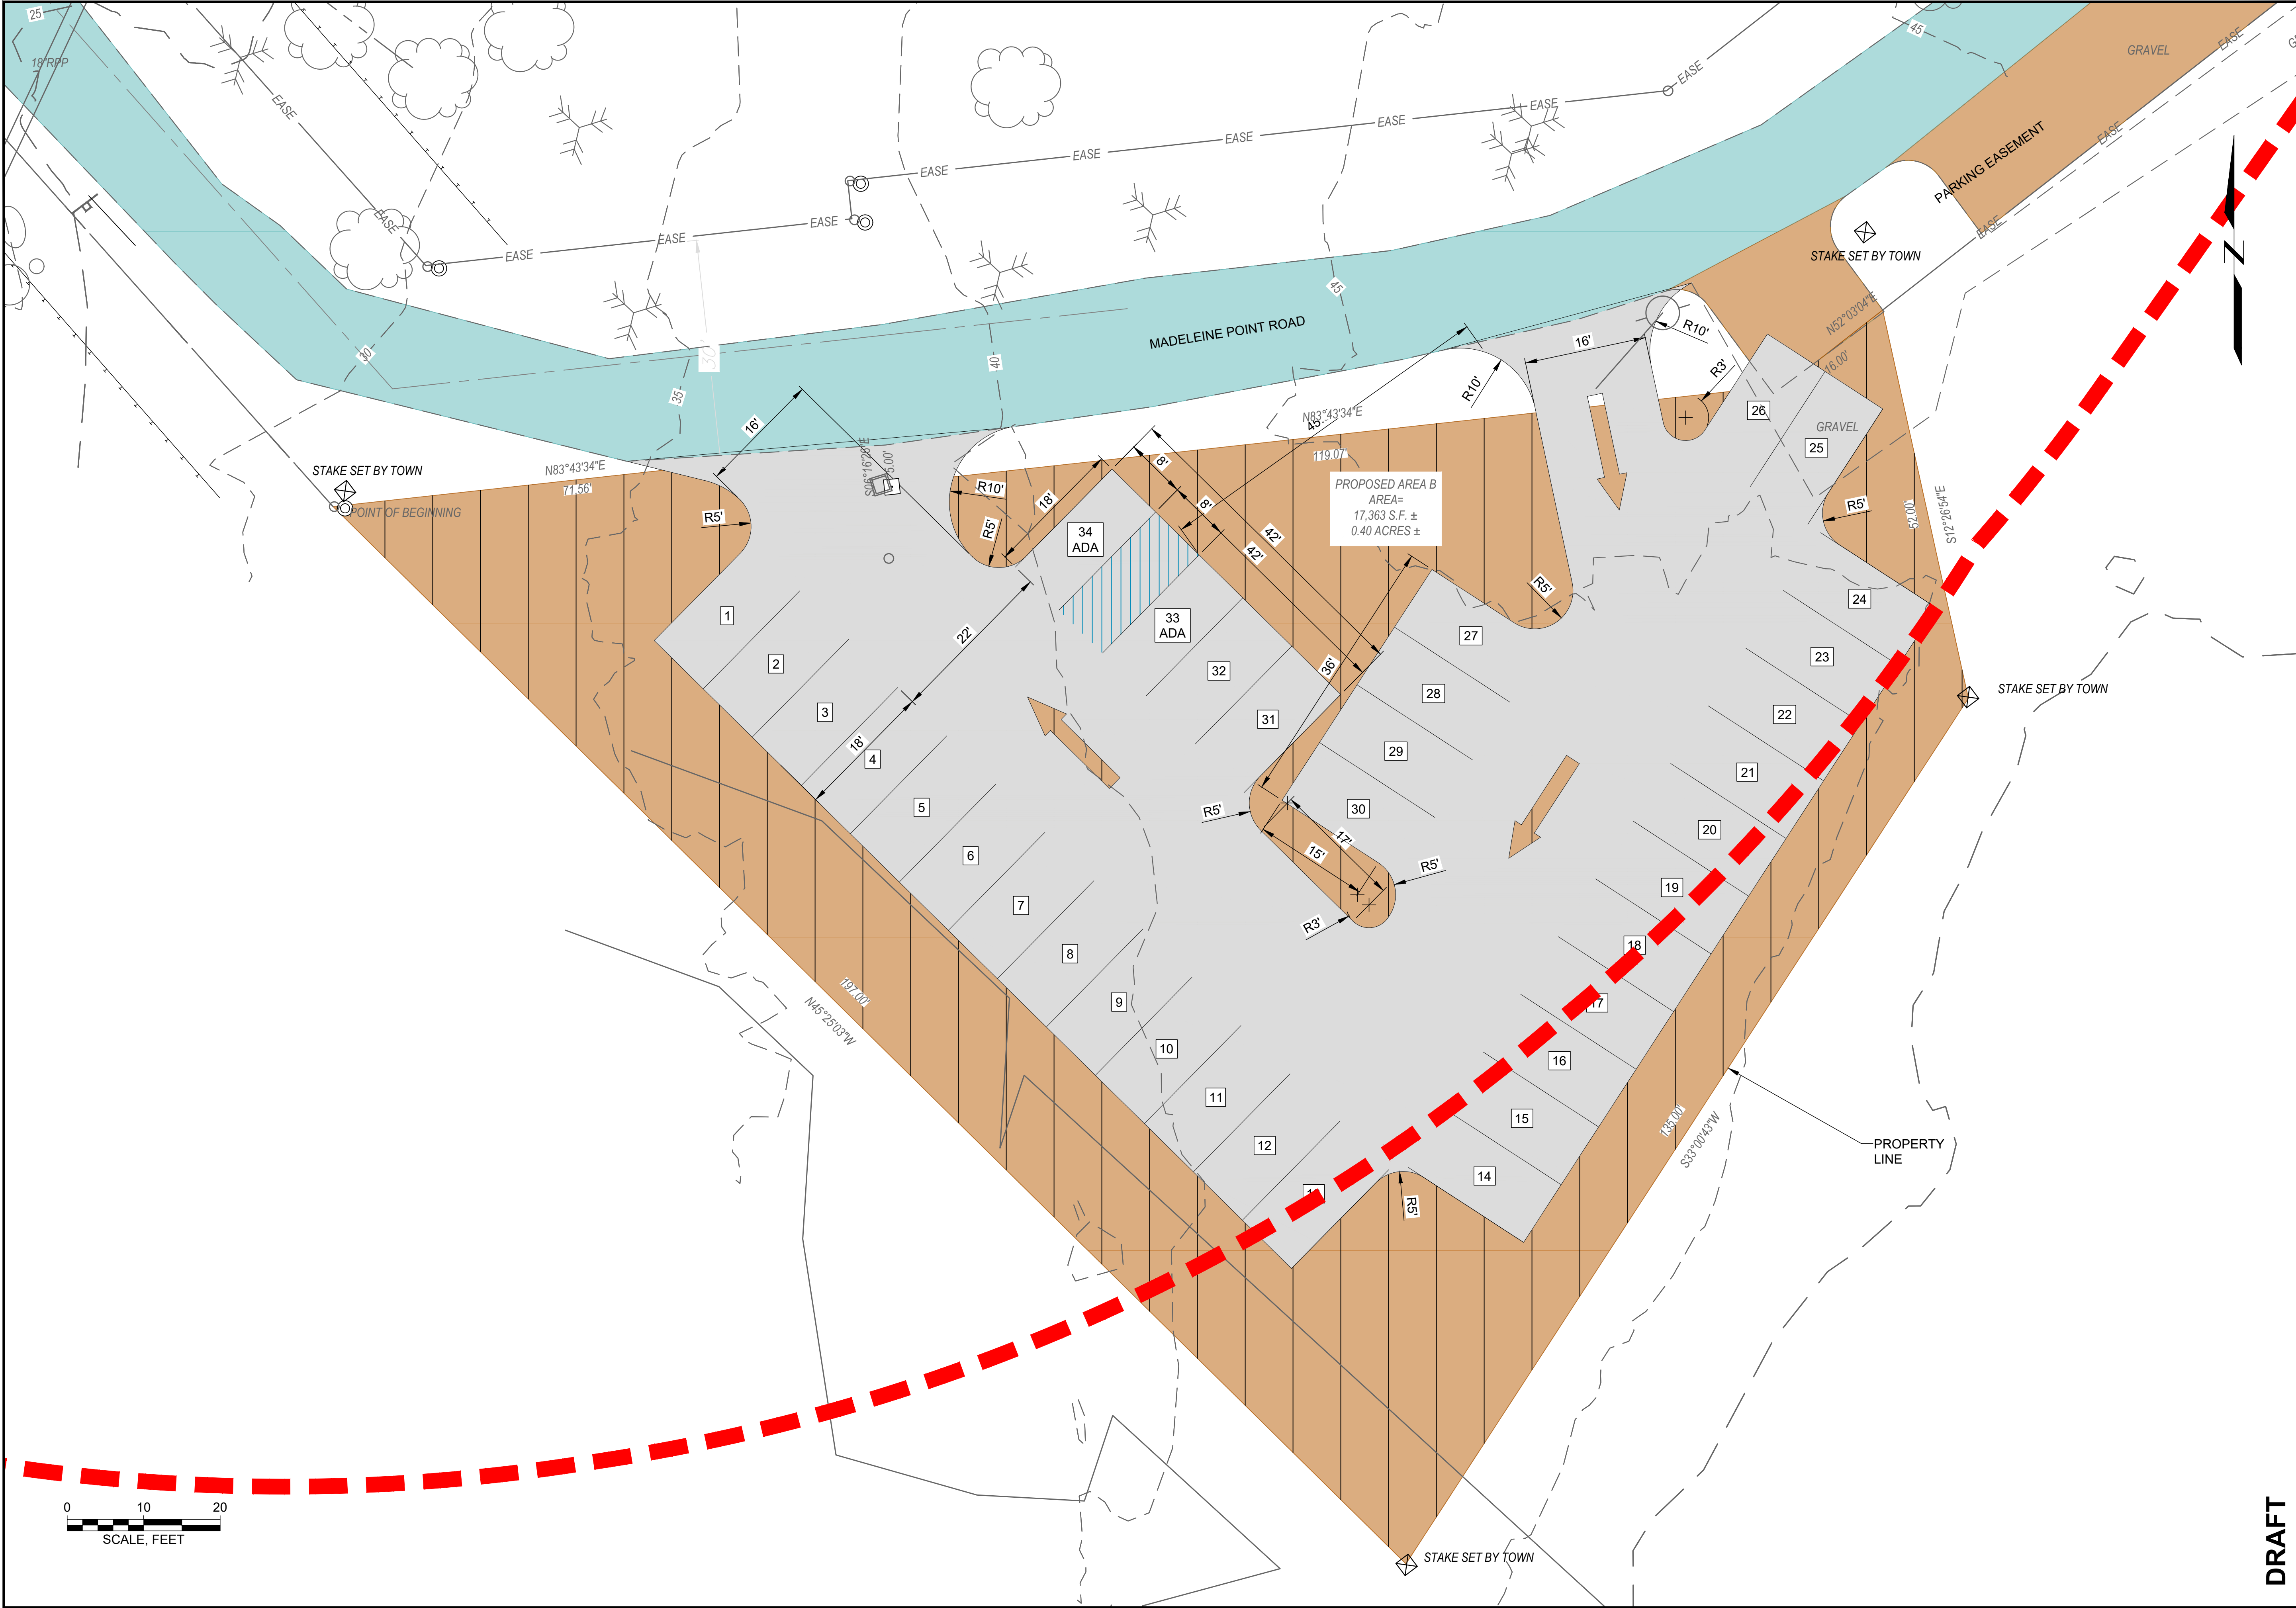 25
18"RPP
EASE
EASE
EASE
EASE
EASE
EASE
EASE
EASE
EASE
EASE
EASE
45
GRAVEL
EASE
EASE
EASE
PARKING EASEMENT
STAKE SET BY TOWN
N
N52°03'04"E
16.00'
MADELEINE POINT ROAD
30
30
35
40
45
R10'
16'
R3'
R10'
16'
N83°43'34"E
119.07'
45.
STAKE SET BY TOWN
POINT OF BEGINNING
N83°43'34"E
71.56'
S06°16'26"E
5.00'
R5'
R10'
R5'
18'
8'
8'
42'
42'
36'
PROPOSED AREA B
AREA=
17,363 S.F. ±
0.40 ACRES ±
26
GRAVEL
25
R5'
52.00'
S12°26'54"E
34
ADA
33
ADA
32
31
22'
18'
R5'
27
28
29
30
24
23
22
21
20
19
18
17
16
15
14
1
2
3
4
5
6
7
8
9
10
11
12
R5'
17'
15'
R5'
R3'
R5'
STAKE SET BY TOWN
197.00'
N45°25'03"W
135.00'
S33°00'43"W
PROPERTY
LINE
STAKE SET BY TOWN
0 10 20
SCALE, FEET
DRAFT